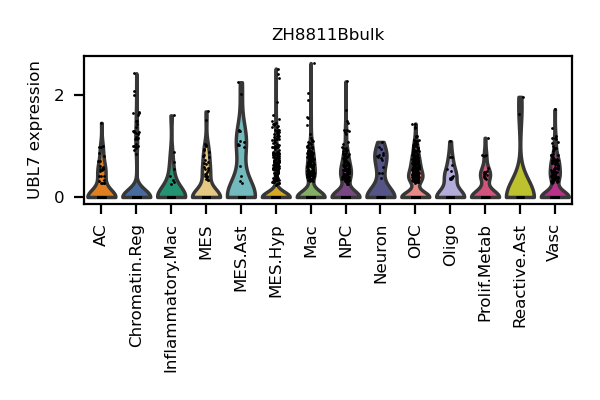 ZH8811Bbulk
UBL7 expression
2
0
AC
Chromatin.Reg
Inflammatory.Mac
MES
MES.Ast
MES.Hyp
Mac
NPC
Neuron
OPC
Oligo
Prolif.Metab
Reactive.Ast
Vasc